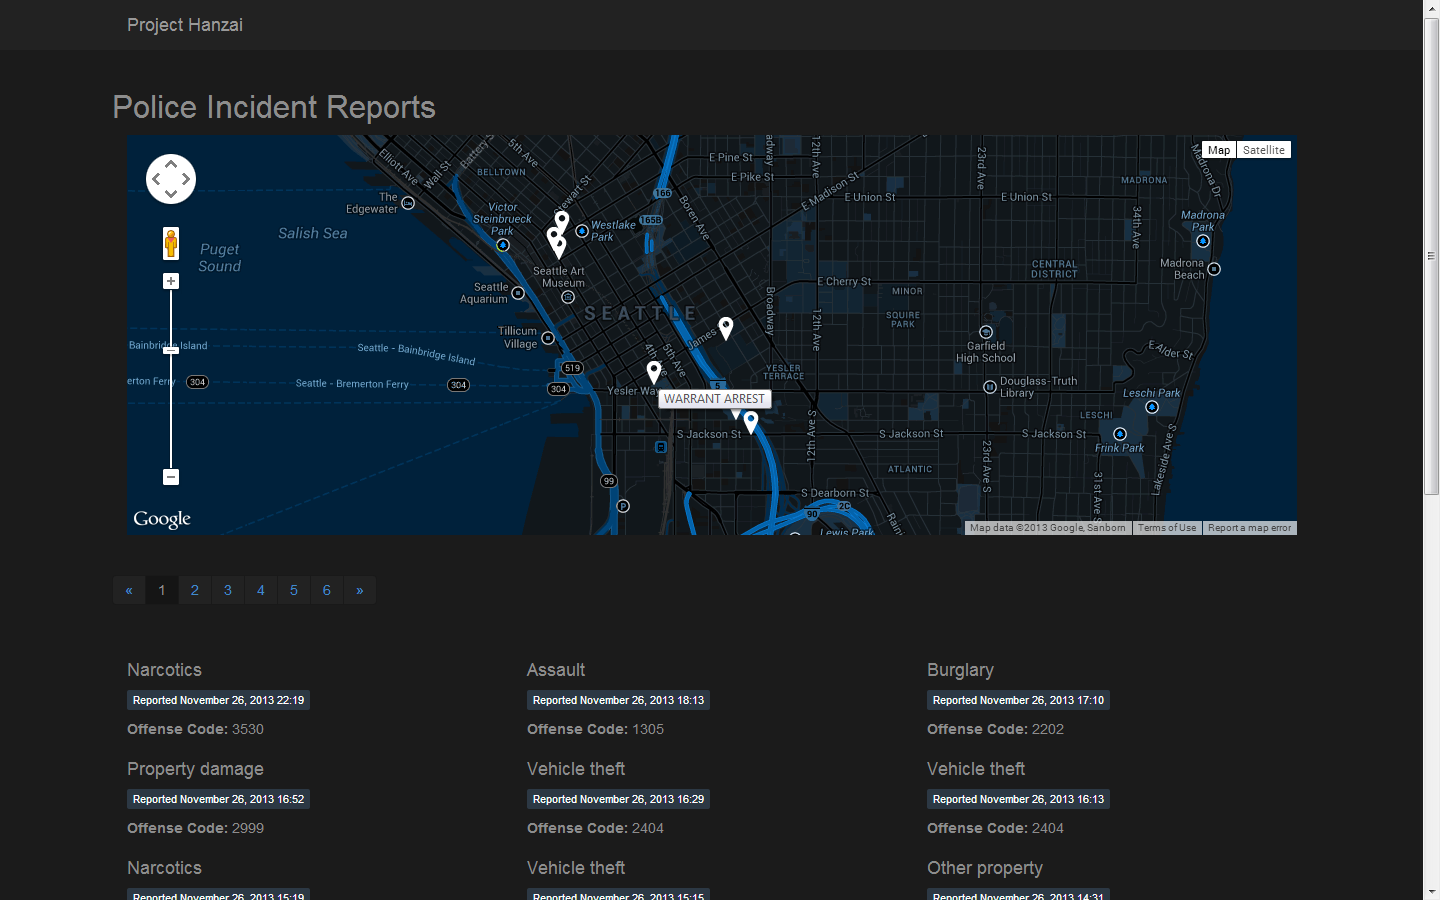 Project Hanzai
Police Incident Reports
Map
Satellite
Elliott Ave
Wall St
Battery St
5th Ave
BELLTOWN
Stewart St
The Edgewater
Victor Steinbrueck Park
Westlake Park
Salish Sea
Puget Sound
Seattle Art Museum
Seattle Aquarium
SEATTLE
Tillicum Village
Bainbridge Island
Seattle - Bainbridge Island
erton Ferry
304
Seattle - Bremerton Ferry
304
519
304
99
166
165B
Boren Ave
E Pine St
E Pike St
E Madison St
adway
12th Ave
E Union St
23rd Ave
E Union St
34th Ave
MADRONA
Madrona Dr
Madrona Park
Madrona Beach
CENTRAL DISTRICT
E Cherry St
MINOR
SQUIRE PARK
Broadway
12th Ave
James
4th Ave
5th Ave
Yesler Way
5
YESLER TERRACE
Garfield High School
Douglass-Truth Library
E Alder St
Leschi Park
LESCHI
Frink Park
WARRANT ARREST
S Jackson St
12th Ave S
S Jackson St
S Jackson St
ATLANTIC
23rd Ave S
31st Ave S
Lakeside Ave S
S Dearborn St
90
2C
Raini
Lewis Park
P
Google
Map data ©2013 Google, Sanborn
Terms of Use
Report a map error
« 1 2 3 4 5 6 »
Narcotics
Reported November 26, 2013 22:19
Offense Code: 3530
Assault
Reported November 26, 2013 18:13
Offense Code: 1305
Burglary
Reported November 26, 2013 17:10
Offense Code: 2202
Property damage
Reported November 26, 2013 16:52
Offense Code: 2999
Vehicle theft
Reported November 26, 2013 16:29
Offense Code: 2404
Vehicle theft
Reported November 26, 2013 16:13
Offense Code: 2404
Narcotics
Reported November 26, 2013 15:19
Vehicle theft
Reported November 26, 2013 15:15
Other property
Reported November 26, 2013 14:31